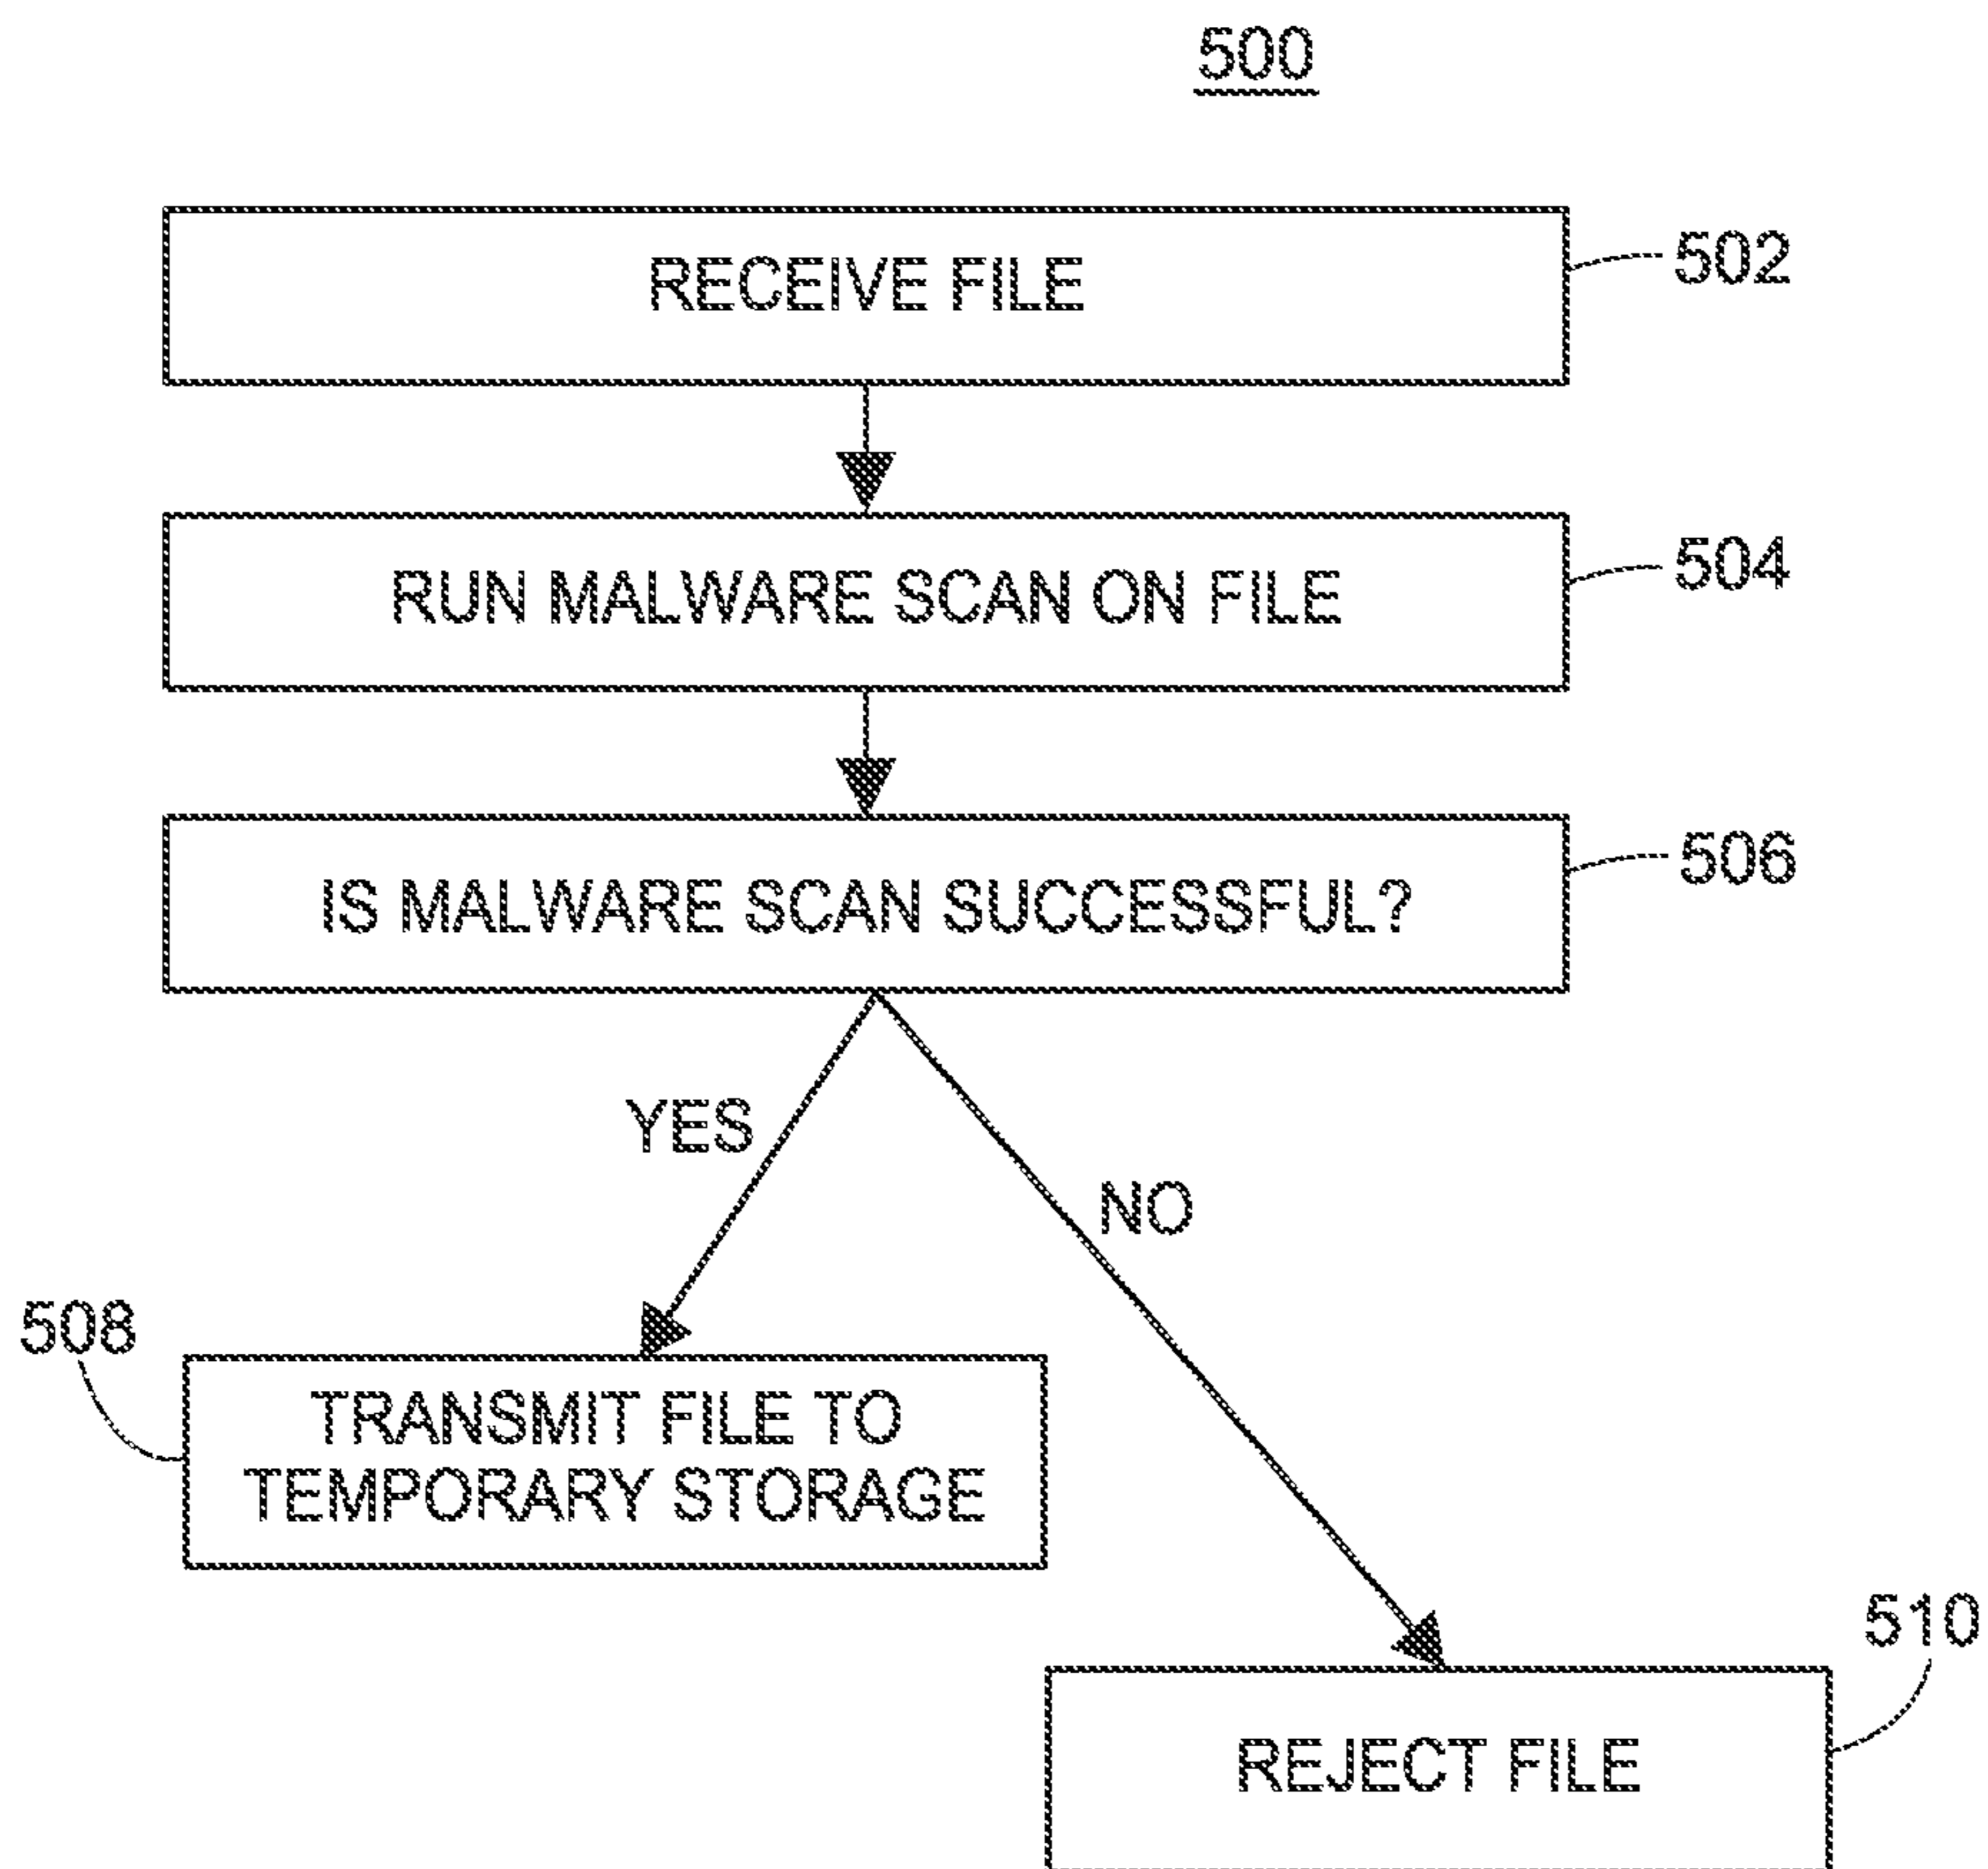 500
RECEIVE FILE
502
RUN MALWARE SCAN ON FILE
504
IS MALWARE SCAN SUCCESSFUL?
506
YES
NO
508
TRANSMIT FILE TO
TEMPORARY STORAGE
510
REJECT FILE